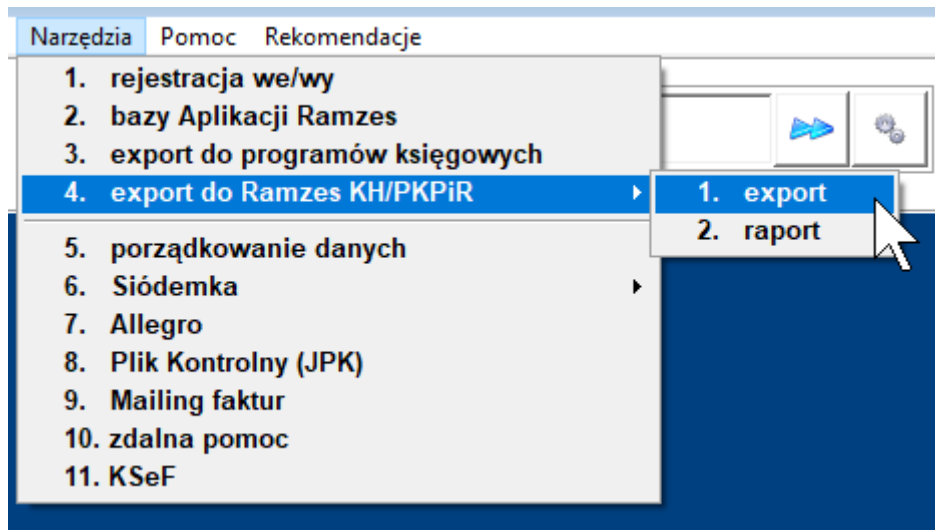 Narzędzia Pomoc Rekomendacje
1. rejestracja we/wy
2. bazy Aplikacji Ramzes
3. export do programów księgowych
4. export do Ramzes KH/PKPiR
1. export
2. raport
5. porządkowanie danych
6. Siódemka
7. Allegro
8. Plik Kontrolny (JPK)
9. Mailing faktur
10. zdalna pomoc
11. KSeF